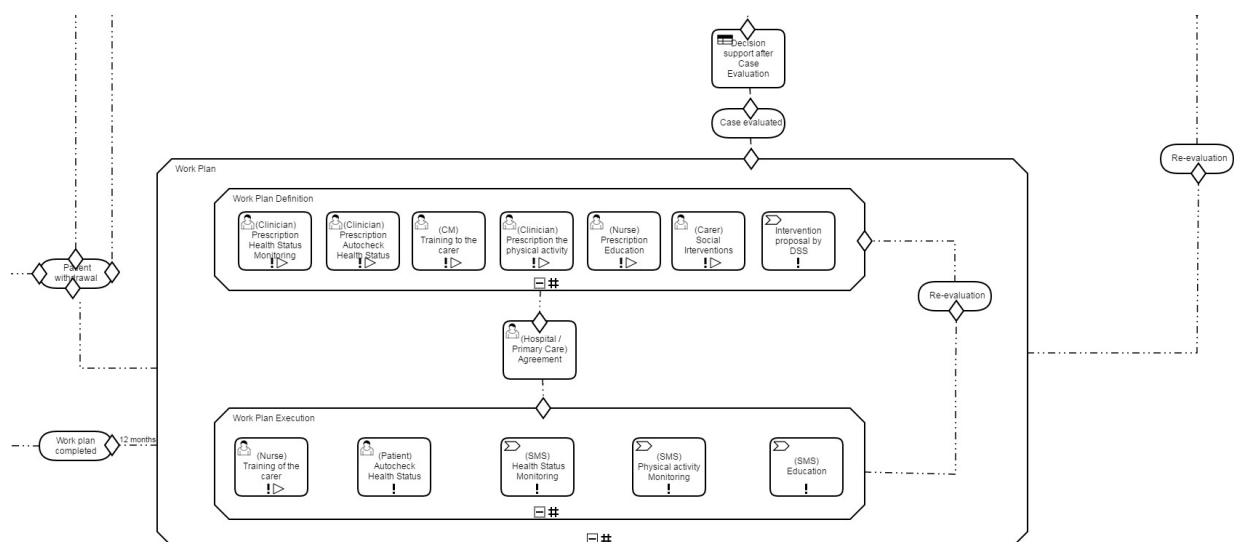 Decision
support after
Case
Evaluation
Case evaluated
Re-evaluation
Work Plan
Work Plan Definition
(Clinician)
Prescription
Health Status
Monitoring
(Clinician)
Prescription
Autocheck
Health Status
(CM)
Training to the
carer
(Clinician)
Prescription the
physical activity
(Nurse)
Prescription
Education
(Carer)
Social
Interventions
Intervention
proposal by
DSS
Patient
withdrawal
Re-evaluation
(Hospital /
Primary Care)
Agreement
Work Plan Execution
Work plan
completed
12 months
(Nurse)
Training of the
carer
(Patient)
Autocheck
Health Status
(SMS)
Health Status
Monitoring
(SMS)
Physical activity
Monitoring
(SMS)
Education